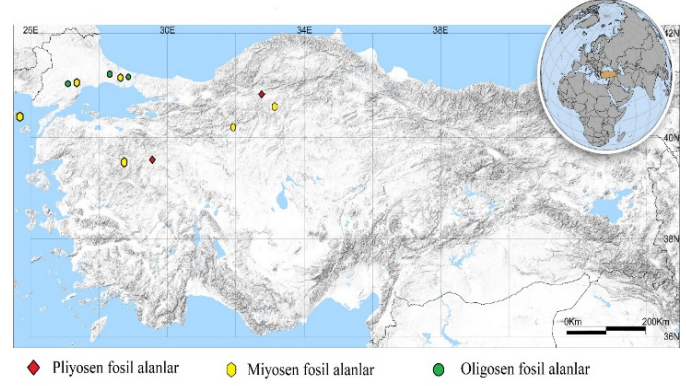 26E 30E 34E 38E 42N
40N
38N
0Km 200Km
36N
Pliyosen fosil alanlar Miyosen fosil alanlar Oligosen fosil alanlar